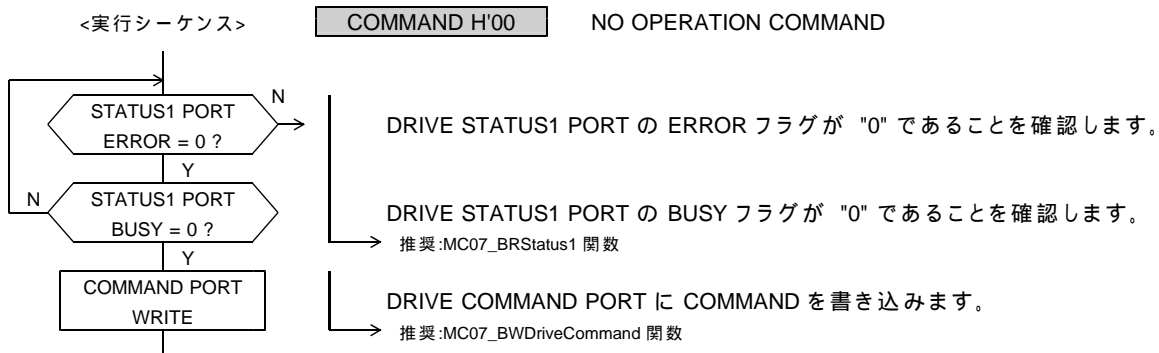 <実行シーケンス>
COMMAND H'00
NO OPERATION COMMAND
STATUS1 PORT
ERROR = 0 ?
N
Y
DRIVE STATUS1 PORT の ERROR フラグが "0" であることを確認します。
STATUS1 PORT
BUSY = 0 ?
N
Y
DRIVE STATUS1 PORT の BUSY フラグが "0" であることを確認します。
推奨:MC07_BRStatus1 関数
COMMAND PORT
WRITE
DRIVE COMMAND PORT に COMMAND を書き込みます。
推奨:MC07_BWDriveCommand 関数